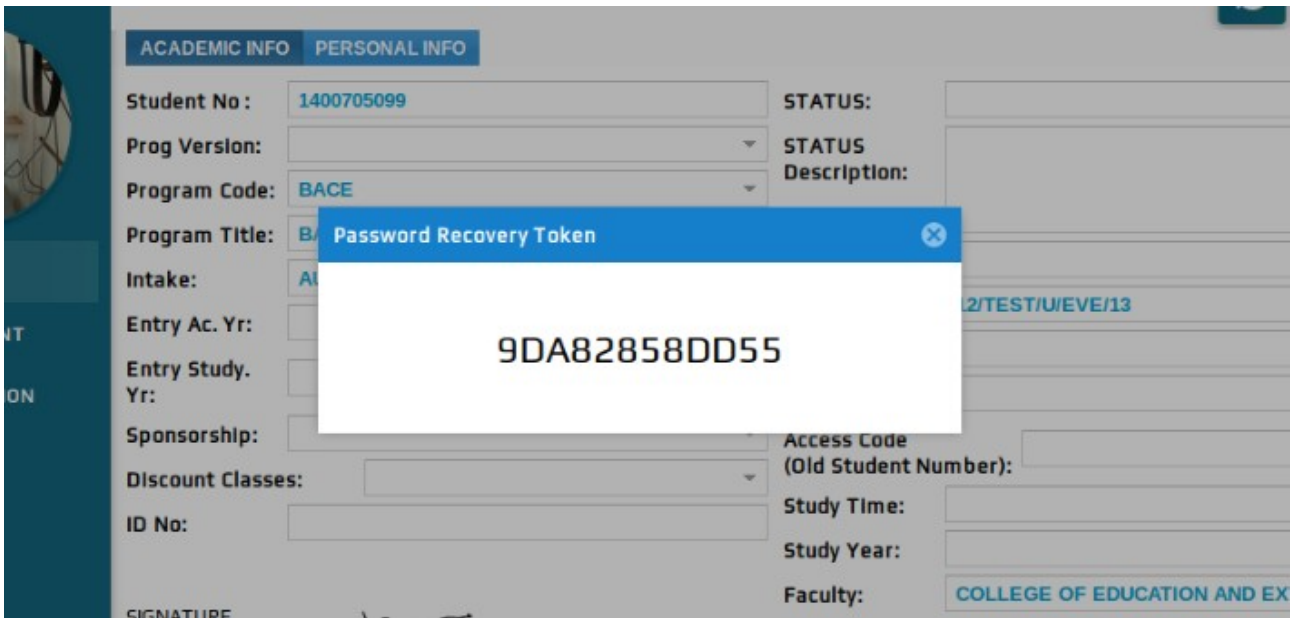 ACADEMIC INFO PERSONAL INFO
Student No : 1400705099
Prog Version:
Program Code: BACE
Program Title:
Intake:
Entry Ac. Yr:
Entry Study.
Yr:
Sponsorship:
Discount Classes:
ID No:
SIGNATURE
Password Recovery Token
9DA82858DD55
STATUS:
STATUS
Description:
12/TEST/U/EVE/13
Access Code
(Old Student Number):
Study Time:
Study Year:
Faculty: COLLEGE OF EDUCATION AND